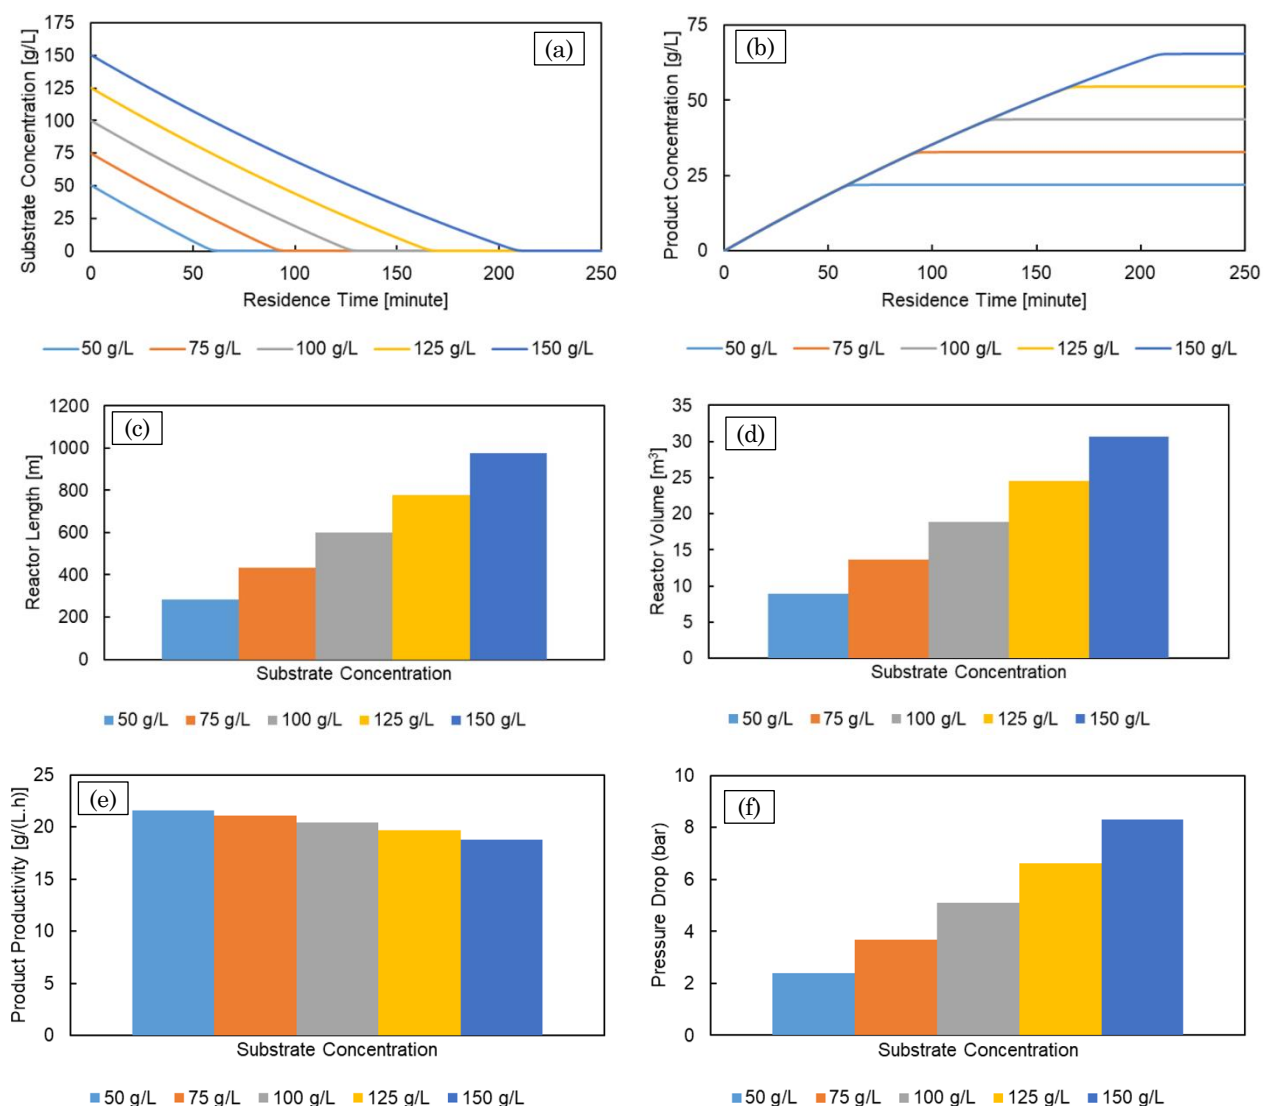 (a)
Substrate Concentration [g/L]
175
150
125
100
75
50
25
0
0 50 100 150 200 250
Residence Time [minute]
50 g/L 75 g/L 100 g/L 125 g/L 150 g/L
(b)
Product Concentration [g/L]
75
50
25
0
0 50 100 150 200 250
Residence Time [minute]
50 g/L 75 g/L 100 g/L 125 g/L 150 g/L
(c)
Reactor Length [m]
1200
1000
800
600
400
200
0
Substrate Concentration
50 g/L 75 g/L 100 g/L 125 g/L 150 g/L
(d)
Reactor Volume [m³]
35
30
25
20
15
10
5
0
Substrate Concentration
50 g/L 75 g/L 100 g/L 125 g/L 150 g/L
(e)
Product Productivity [g/(L.h)]
25
20
15
10
5
0
Substrate Concentration
50 g/L 75 g/L 100 g/L 125 g/L 150 g/L
(f)
Pressure Drop (bar)
10
8
6
4
2
0
Substrate Concentration
50 g/L 75 g/L 100 g/L 125 g/L 150 g/L